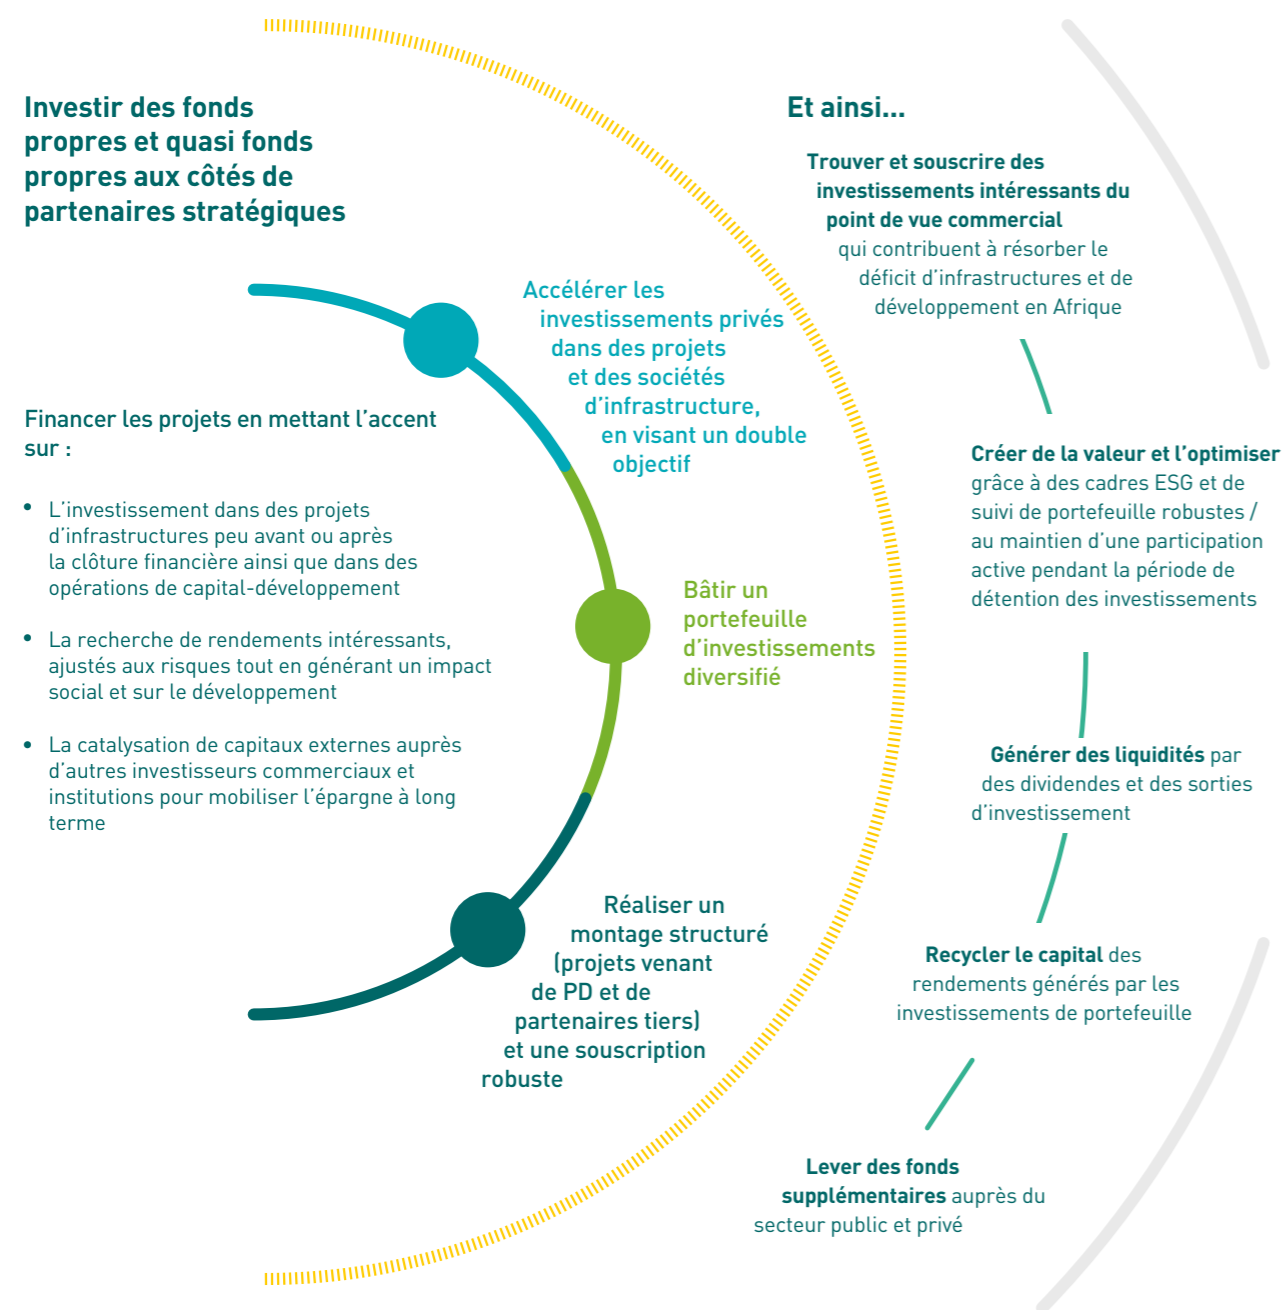 Investir des fonds
propres et quasi fonds
propres aux côtés de
partenaires stratégiques
Financer les projets en mettant l’accent
sur :
• L’investissement dans des projets
d’infrastructures peu avant ou après
la clôture financière ainsi que dans des
opérations de capital-développement
• La recherche de rendements intéressants,
ajustés aux risques tout en générant un impact
social et sur le développement
• La catalysation de capitaux externes auprès
d’autres investisseurs commerciaux et
institutions pour mobiliser l’épargne à long
terme
Accélérer les
investissements privés
dans des projets
et des sociétés
d’infrastructure,
en visant un double
objectif
Bâtir un
portefeuille
d’investissements
diversifié
Réaliser un
montage structuré
(projets venant
de PD et de
partenaires tiers)
et une souscription
robuste
Et ainsi...
Trouver et souscrire des
investissements intéressants du
point de vue commercial
qui contribuent à résorber le
déficit d’infrastructures et de
développement en Afrique
Créer de la valeur et l’optimiser
grâce à des cadres ESG et de
suivi de portefeuille robustes /
au maintien d’une participation
active pendant la période de
détention des investissements
Générer des liquidités par
des dividendes et des sorties
d’investissement
Recycler le capital des
rendements générés par les
investissements de portefeuille
Lever des fonds
supplémentaires auprès du
secteur public et privé